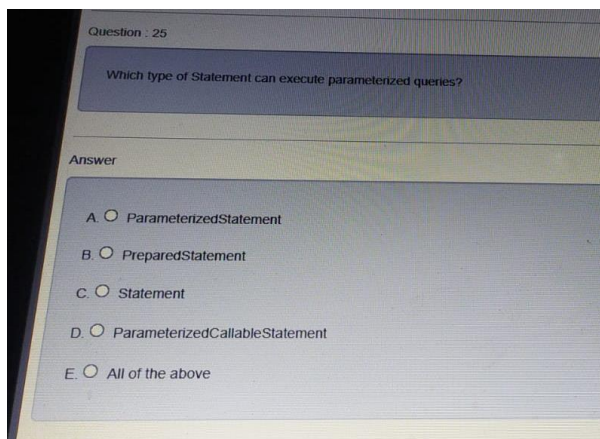 Question : 25
Which type of Statement can execute parameterized queries?
Answer
A. ParameterizedStatement
B. PreparedStatement
C. Statement
D. ParameterizedCallableStatement
E. All of the above